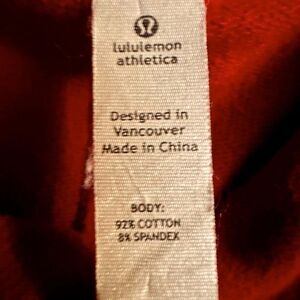 lululemon
athletica
Designed in
Vancouver
Made in China
BODY:
92% COTTON
8% SPANDEX